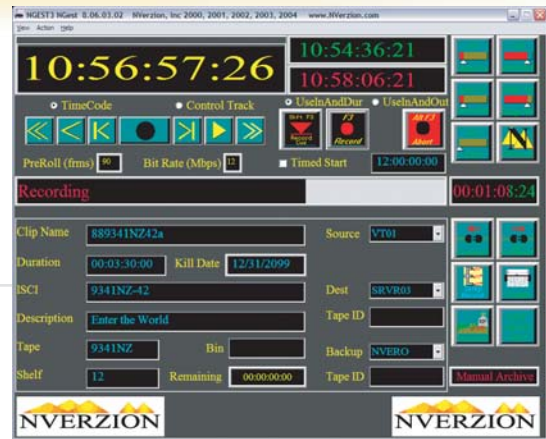 NGEST3 NGest 8.06.03.02 NVerzion, Inc 2000, 2001, 2002, 2003, 2004 www.NVerzion.com
View Action Help
10:56:57:26
10:54:36:21
10:58:06:21
TimeCode Control Track UseInAndDur UseInAndOut
Shift F3 Record Live
F3 Record
Alt F3 Abort
PreRoll (frms) 90 Bit Rate (Mbps) 12 Timed Start 12:00:00:00
Recording 00:01:08:24
Clip Name 889341NZ42a Source VT01
Duration 00:03:30:00 Kill Date 12/31/2099
ISCI 9341NZ-42 Dest SRVR03
Description Enter the World Tape ID
Tape 9341NZ Bin Backup NVERO
Shelf 12 Remaining 00:00:00:00 Tape ID Manual Archive
NVERZION NVERZION